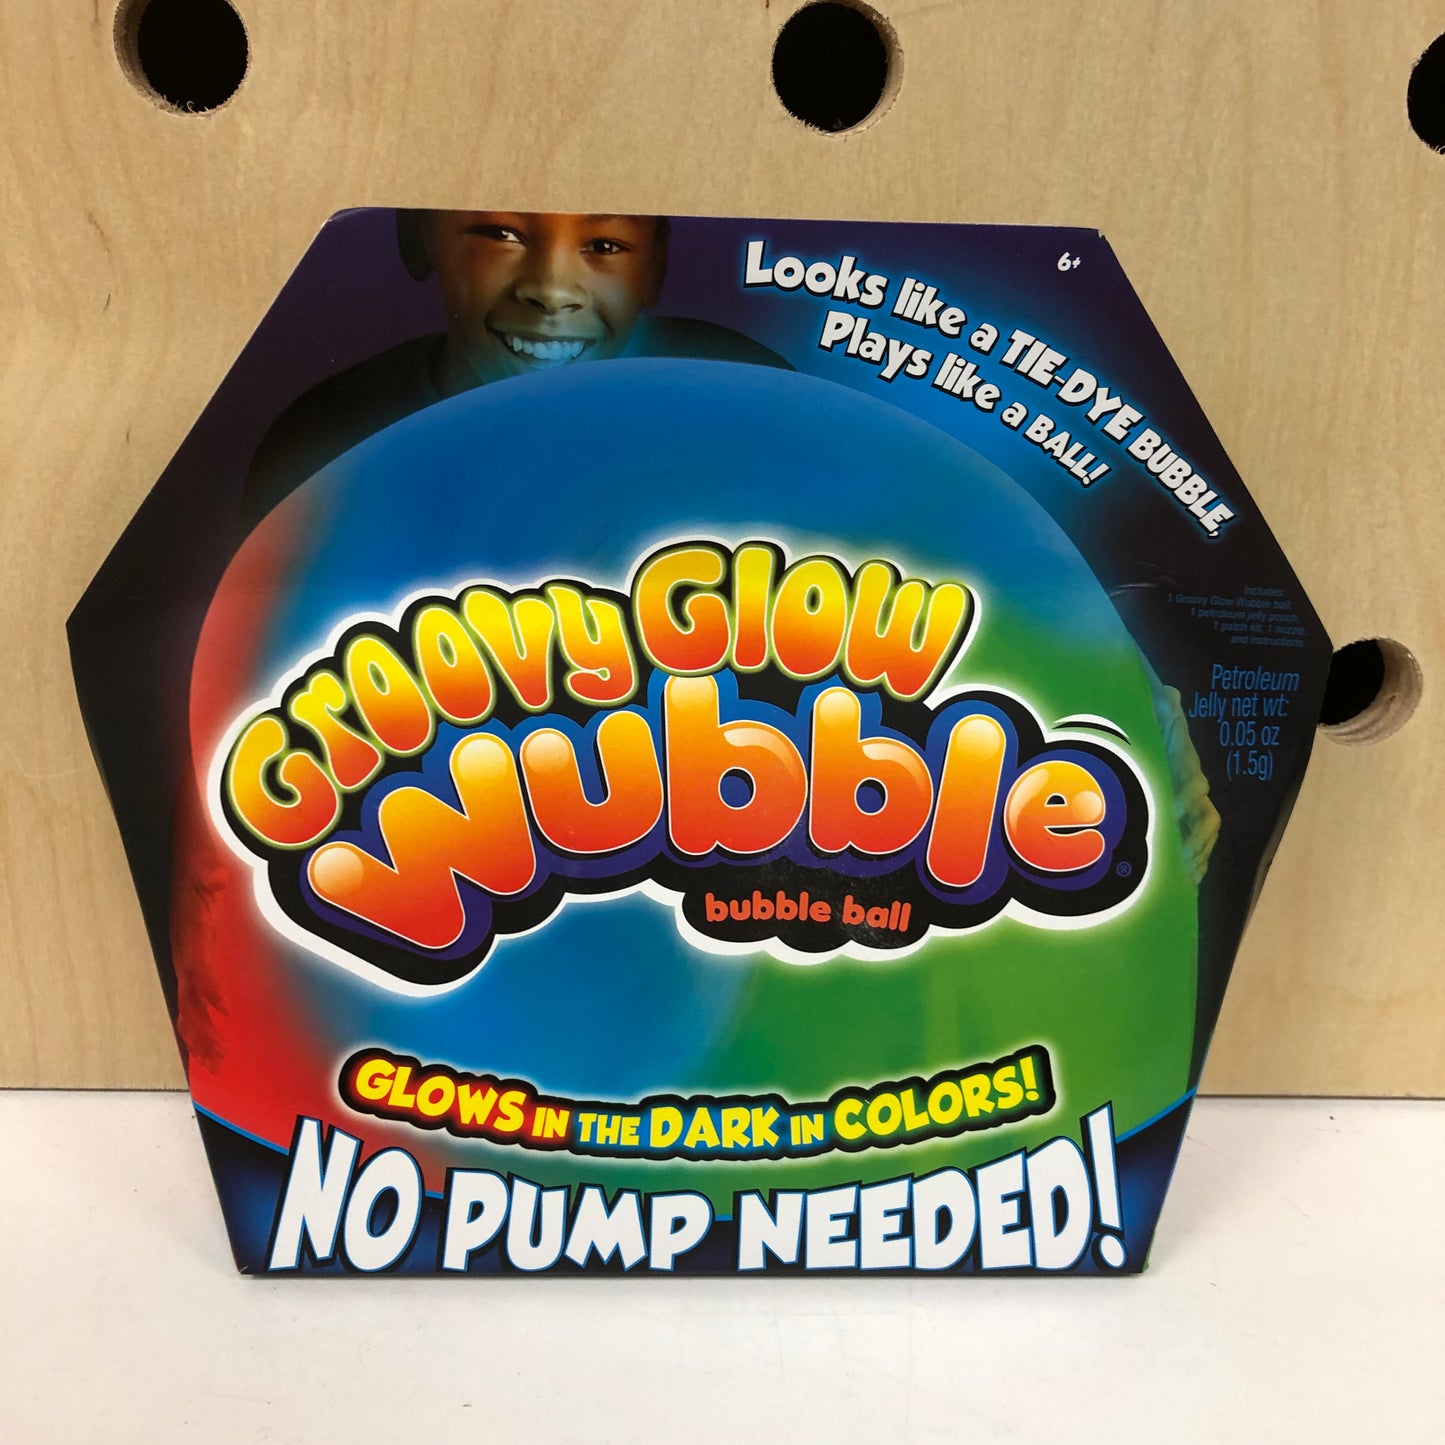 6+
Looks like a TIE-DYE BUBBLE,
Plays like a BALL!
Includes:
1 Groovy Glow Wubble ball,
1 petroleum jelly pouch,
1 patch kit, 1 nozzle,
and instructions
Petroleum
Jelly net wt:
0.05 oz
(1.5g)
Groovy Glow
Wubble®
bubble ball
GLOWS IN THE DARK IN COLORS!
NO PUMP NEEDED!